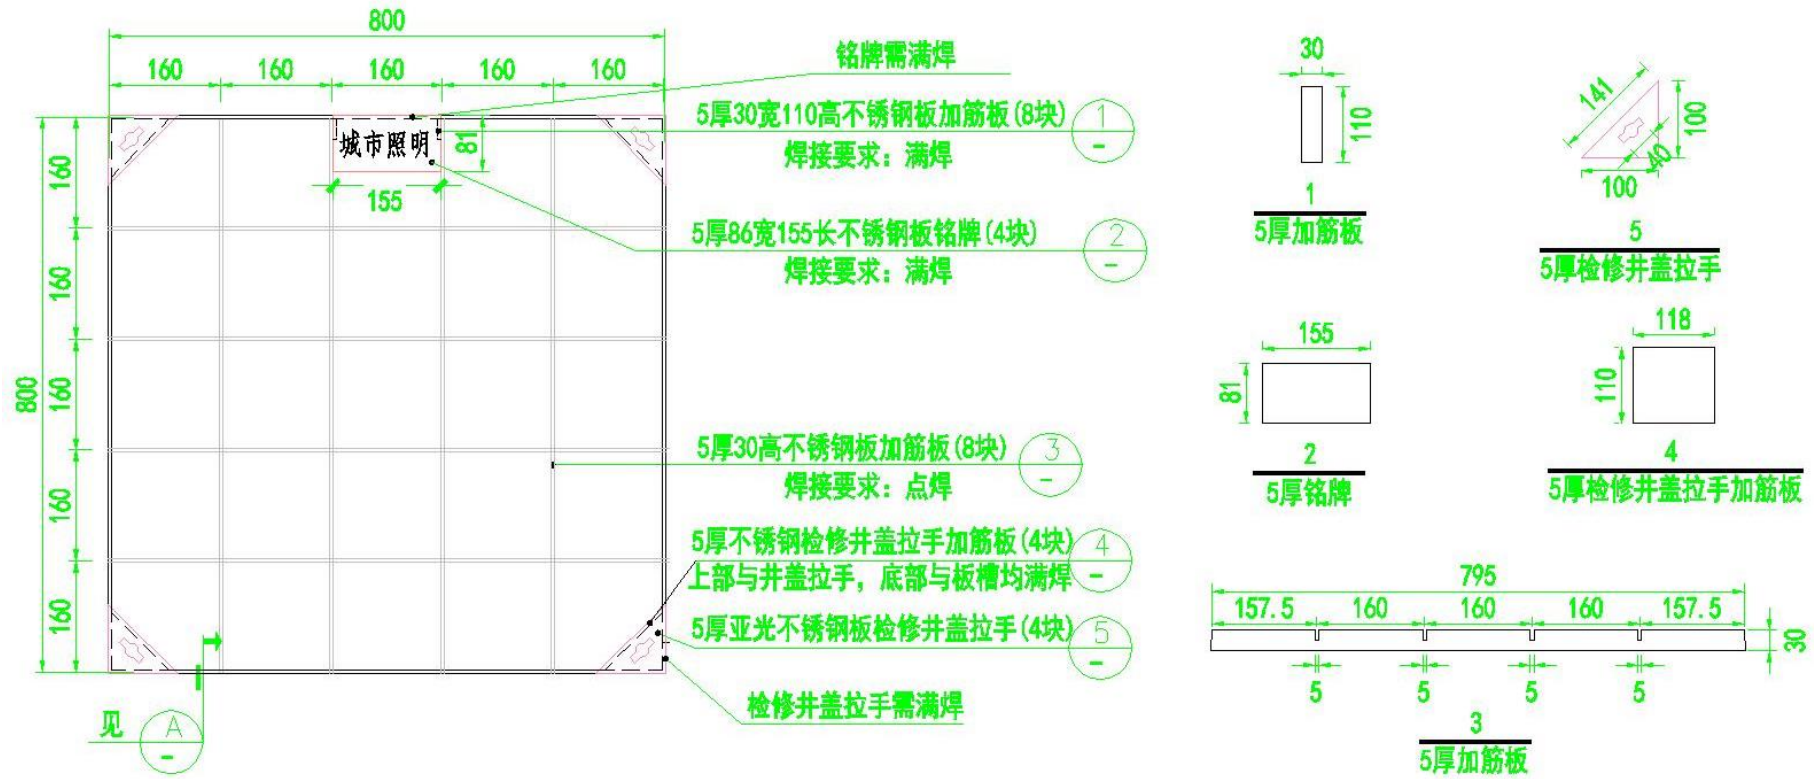 800
160 160 160 160 160
800
160
160
160
160
160
城市照明
81
155
铭牌需满焊
5厚30宽110高不锈钢板加筋板(8块)
焊接要求：满焊
1
-
5厚86宽155长不锈钢板铭牌(4块)
焊接要求：满焊
2
-
5厚30高不锈钢板加筋板(8块)
焊接要求：点焊
3
-
5厚不锈钢检修井盖拉手加筋板(4块)
上部与井盖拉手，底部与板槽均满焊
4
-
5厚亚光不锈钢板检修井盖拉手(4块)
5
-
检修井盖拉手需满焊
见
A
-
30
110
1
5厚加筋板
141
100
40
100
5
5厚检修井盖拉手
155
81
2
5厚铭牌
118
110
4
5厚检修井盖拉手加筋板
795
157.5 160 160 160 157.5
30
5 5 5 5
3
5厚加筋板